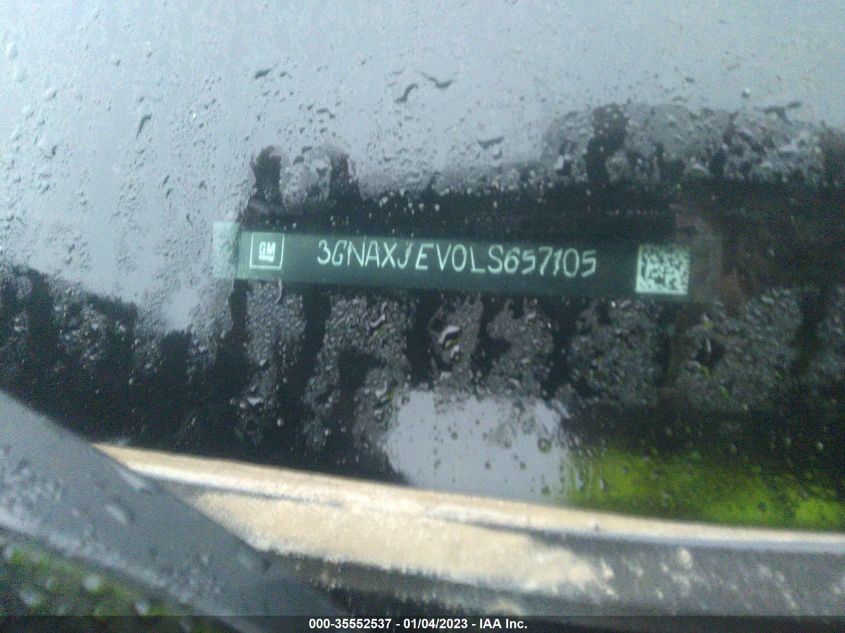 GM
3GNAXJEV0LS657105
000-35552537 - 01/04/2023 - IAA Inc.